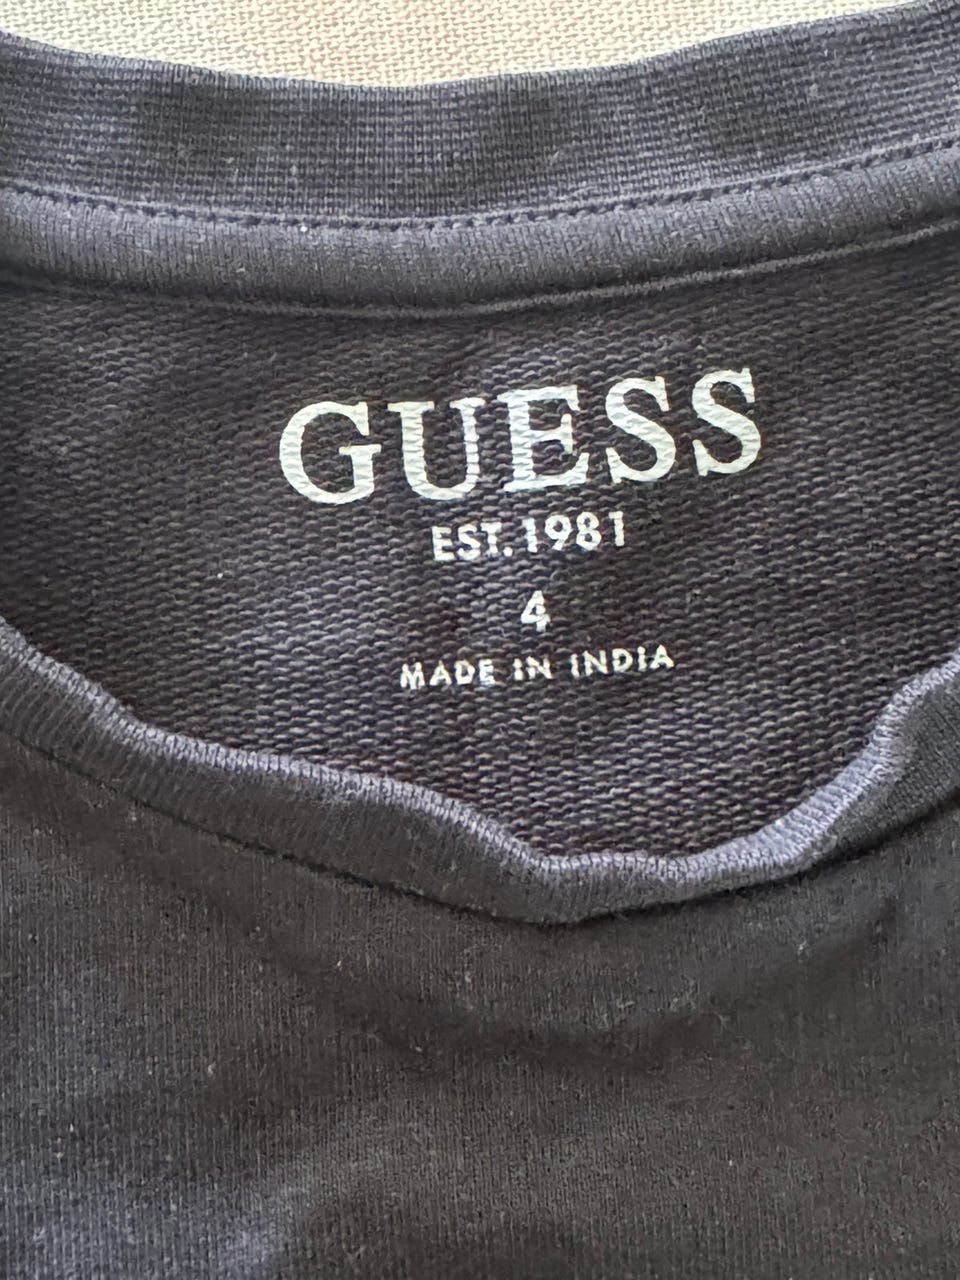 GUESS
EST. 1981
4
MADE IN INDIA